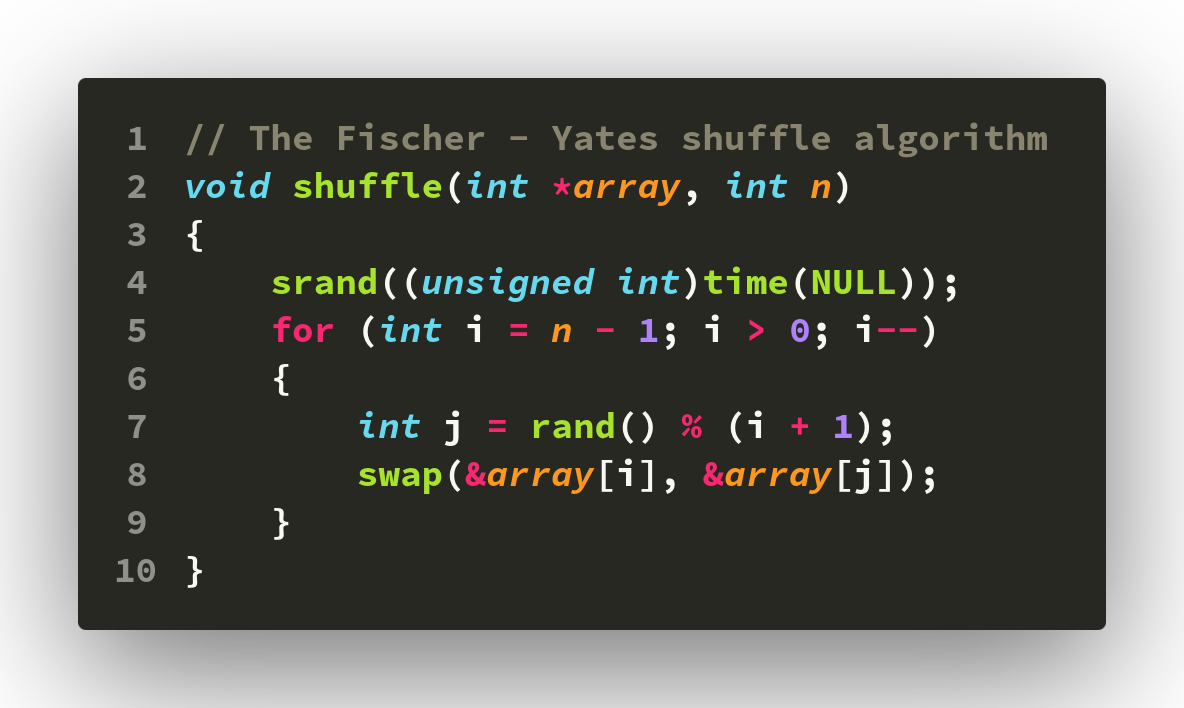 1 // The Fischer - Yates shuffle algorithm
2 void shuffle(int *array, int n)
3 {
4     srand((unsigned int)time(NULL));
5     for (int i = n - 1; i > 0; i--)
6     {
7         int j = rand() % (i + 1);
8         swap(&array[i], &array[j]);
9     }
10 }